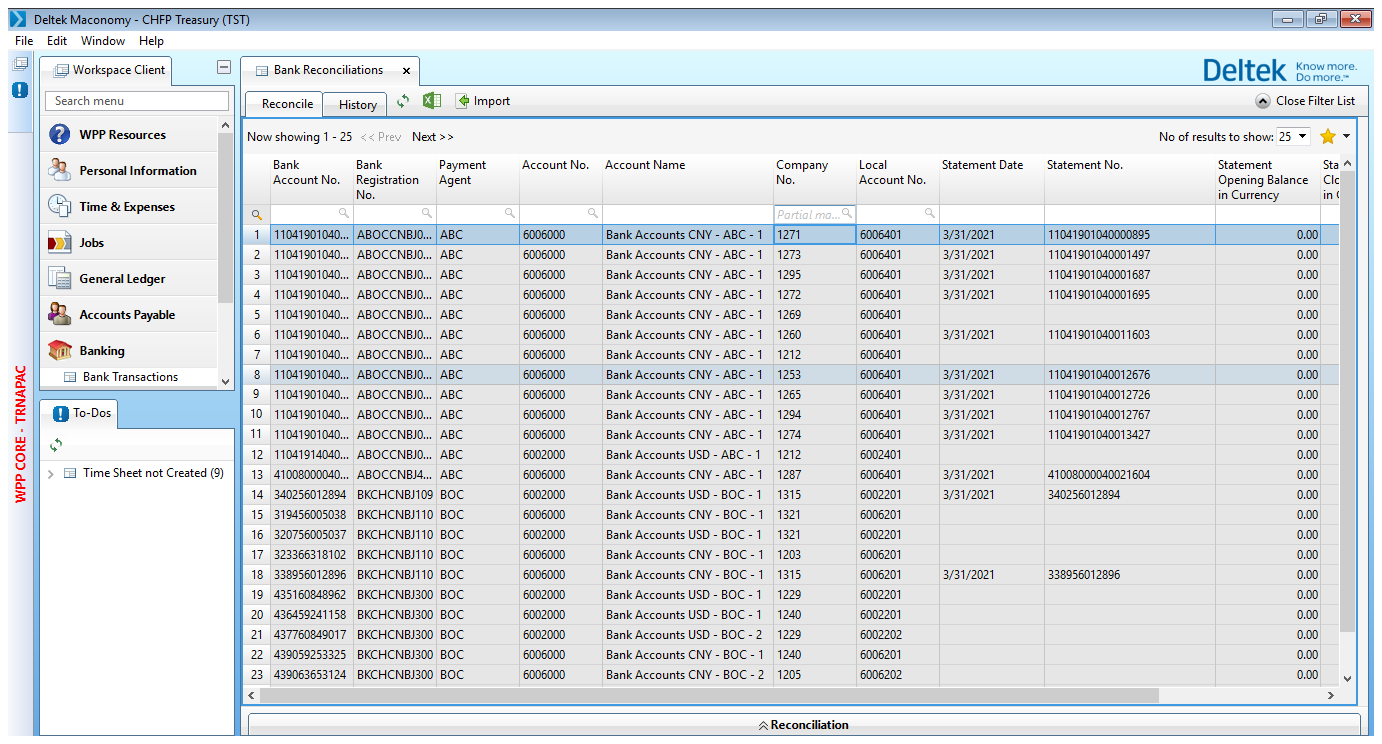 Deltek Maconomy - CHFP Treasury (TST)
File Edit Window Help
Workspace Client
Bank Reconciliations
Deltek Know more. Do more.™
Search menu
Reconcile History Import Close Filter List
WPP Resources
Personal Information
Time & Expenses
Jobs
General Ledger
Accounts Payable
Banking
Bank Transactions
To-Dos
Time Sheet not Created (9)
WPP CORE - TRNAPAC
Now showing 1 - 25 << Prev Next >> No of results to show: 25
Bank Account No. Bank Registration No. Payment Agent Account No. Account Name Company No. Local Account No. Statement Date Statement No. Statement Opening Balance in Currency Sta Clo in (
Partial ma...
1 11041901040... ABOCCNBJ0... ABC 6006000 Bank Accounts CNY - ABC - 1 1271 6006401 3/31/2021 11041901040000895 0.00
2 11041901040... ABOCCNBJ0... ABC 6006000 Bank Accounts CNY - ABC - 1 1273 6006401 3/31/2021 11041901040001497 0.00
3 11041901040... ABOCCNBJ0... ABC 6006000 Bank Accounts CNY - ABC - 1 1295 6006401 3/31/2021 11041901040001687 0.00
4 11041901040... ABOCCNBJ0... ABC 6006000 Bank Accounts CNY - ABC - 1 1272 6006401 3/31/2021 11041901040001695 0.00
5 11041901040... ABOCCNBJ0... ABC 6006000 Bank Accounts CNY - ABC - 1 1269 6006401 0.00
6 11041901040... ABOCCNBJ0... ABC 6006000 Bank Accounts CNY - ABC - 1 1260 6006401 3/31/2021 11041901040011603 0.00
7 11041901040... ABOCCNBJ0... ABC 6006000 Bank Accounts CNY - ABC - 1 1212 6006401 0.00
8 11041901040... ABOCCNBJ0... ABC 6006000 Bank Accounts CNY - ABC - 1 1253 6006401 3/31/2021 11041901040012676 0.00
9 11041901040... ABOCCNBJ0... ABC 6006000 Bank Accounts CNY - ABC - 1 1265 6006401 3/31/2021 11041901040012726 0.00
10 11041901040... ABOCCNBJ0... ABC 6006000 Bank Accounts CNY - ABC - 1 1294 6006401 3/31/2021 11041901040012767 0.00
11 11041901040... ABOCCNBJ0... ABC 6006000 Bank Accounts CNY - ABC - 1 1274 6006401 3/31/2021 11041901040013427 0.00
12 11041914040... ABOCCNBJ0... ABC 6002000 Bank Accounts USD - ABC - 1 1212 6002401 0.00
13 41008000040... ABOCCNBJ4... ABC 6006000 Bank Accounts CNY - ABC - 1 1287 6006401 3/31/2021 41008000040021604 0.00
14 340256012894 BKCHCNBJ109 BOC 6002000 Bank Accounts USD - BOC - 1 1315 6002201 3/31/2021 340256012894 0.00
15 319456005038 BKCHCNBJ110 BOC 6006000 Bank Accounts CNY - BOC - 1 1321 6006201 0.00
16 320756005037 BKCHCNBJ110 BOC 6002000 Bank Accounts USD - BOC - 1 1321 6002201 0.00
17 323366318102 BKCHCNBJ110 BOC 6006000 Bank Accounts CNY - BOC - 1 1203 6006201 0.00
18 338956012896 BKCHCNBJ110 BOC 6006000 Bank Accounts CNY - BOC - 1 1315 6006201 3/31/2021 338956012896 0.00
19 435160848962 BKCHCNBJ300 BOC 6002000 Bank Accounts USD - BOC - 1 1229 6002201 0.00
20 436459241158 BKCHCNBJ300 BOC 6002000 Bank Accounts USD - BOC - 1 1240 6002201 0.00
21 437760849017 BKCHCNBJ300 BOC 6002000 Bank Accounts USD - BOC - 2 1229 6002202 0.00
22 439059253325 BKCHCNBJ300 BOC 6006000 Bank Accounts CNY - BOC - 1 1240 6006201 0.00
23 439063653124 BKCHCNBJ300 BOC 6006000 Bank Accounts CNY - BOC - 2 1205 6006202 0.00
Reconciliation